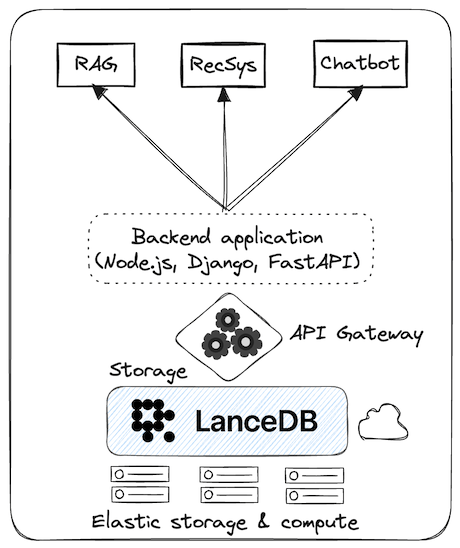 RAG
RecSys
Chatbot
Backend application
(Node.js, Django, FastAPI)
API Gateway
Storage
LanceDB
Elastic storage & compute